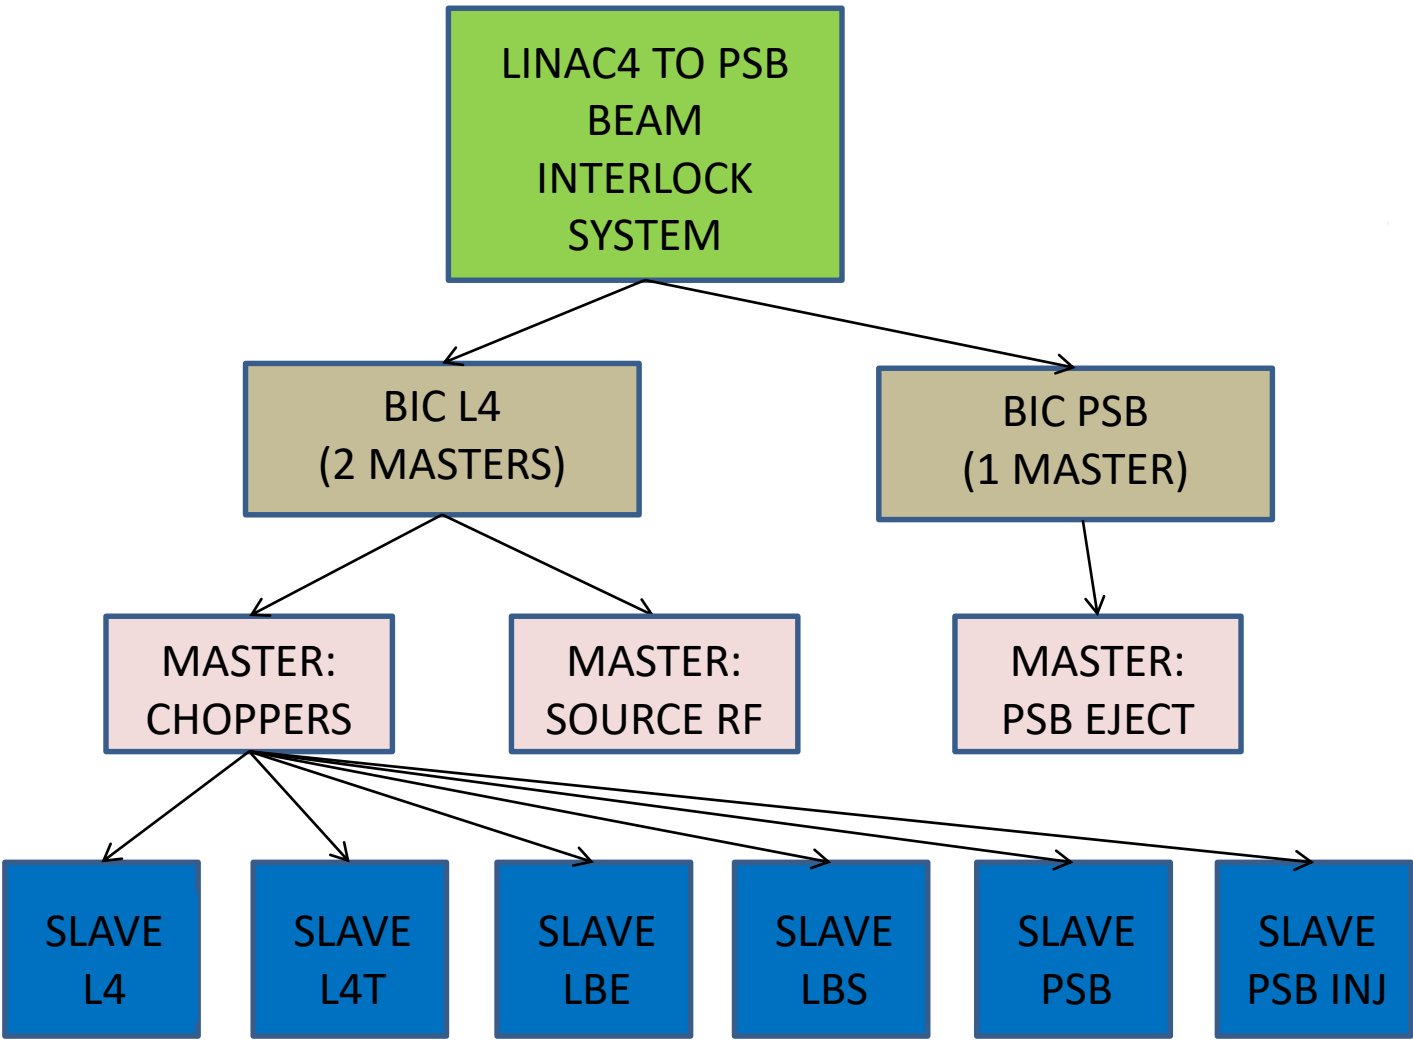 LINAC4 TO PSB
BEAM
INTERLOCK
SYSTEM
BIC L4
(2 MASTERS)
BIC PSB
(1 MASTER)
MASTER:
CHOPPERS
MASTER:
SOURCE RF
MASTER:
PSB EJECT
SLAVE
L4
SLAVE
L4T
SLAVE
LBE
SLAVE
LBS
SLAVE
PSB
SLAVE
PSB INJ